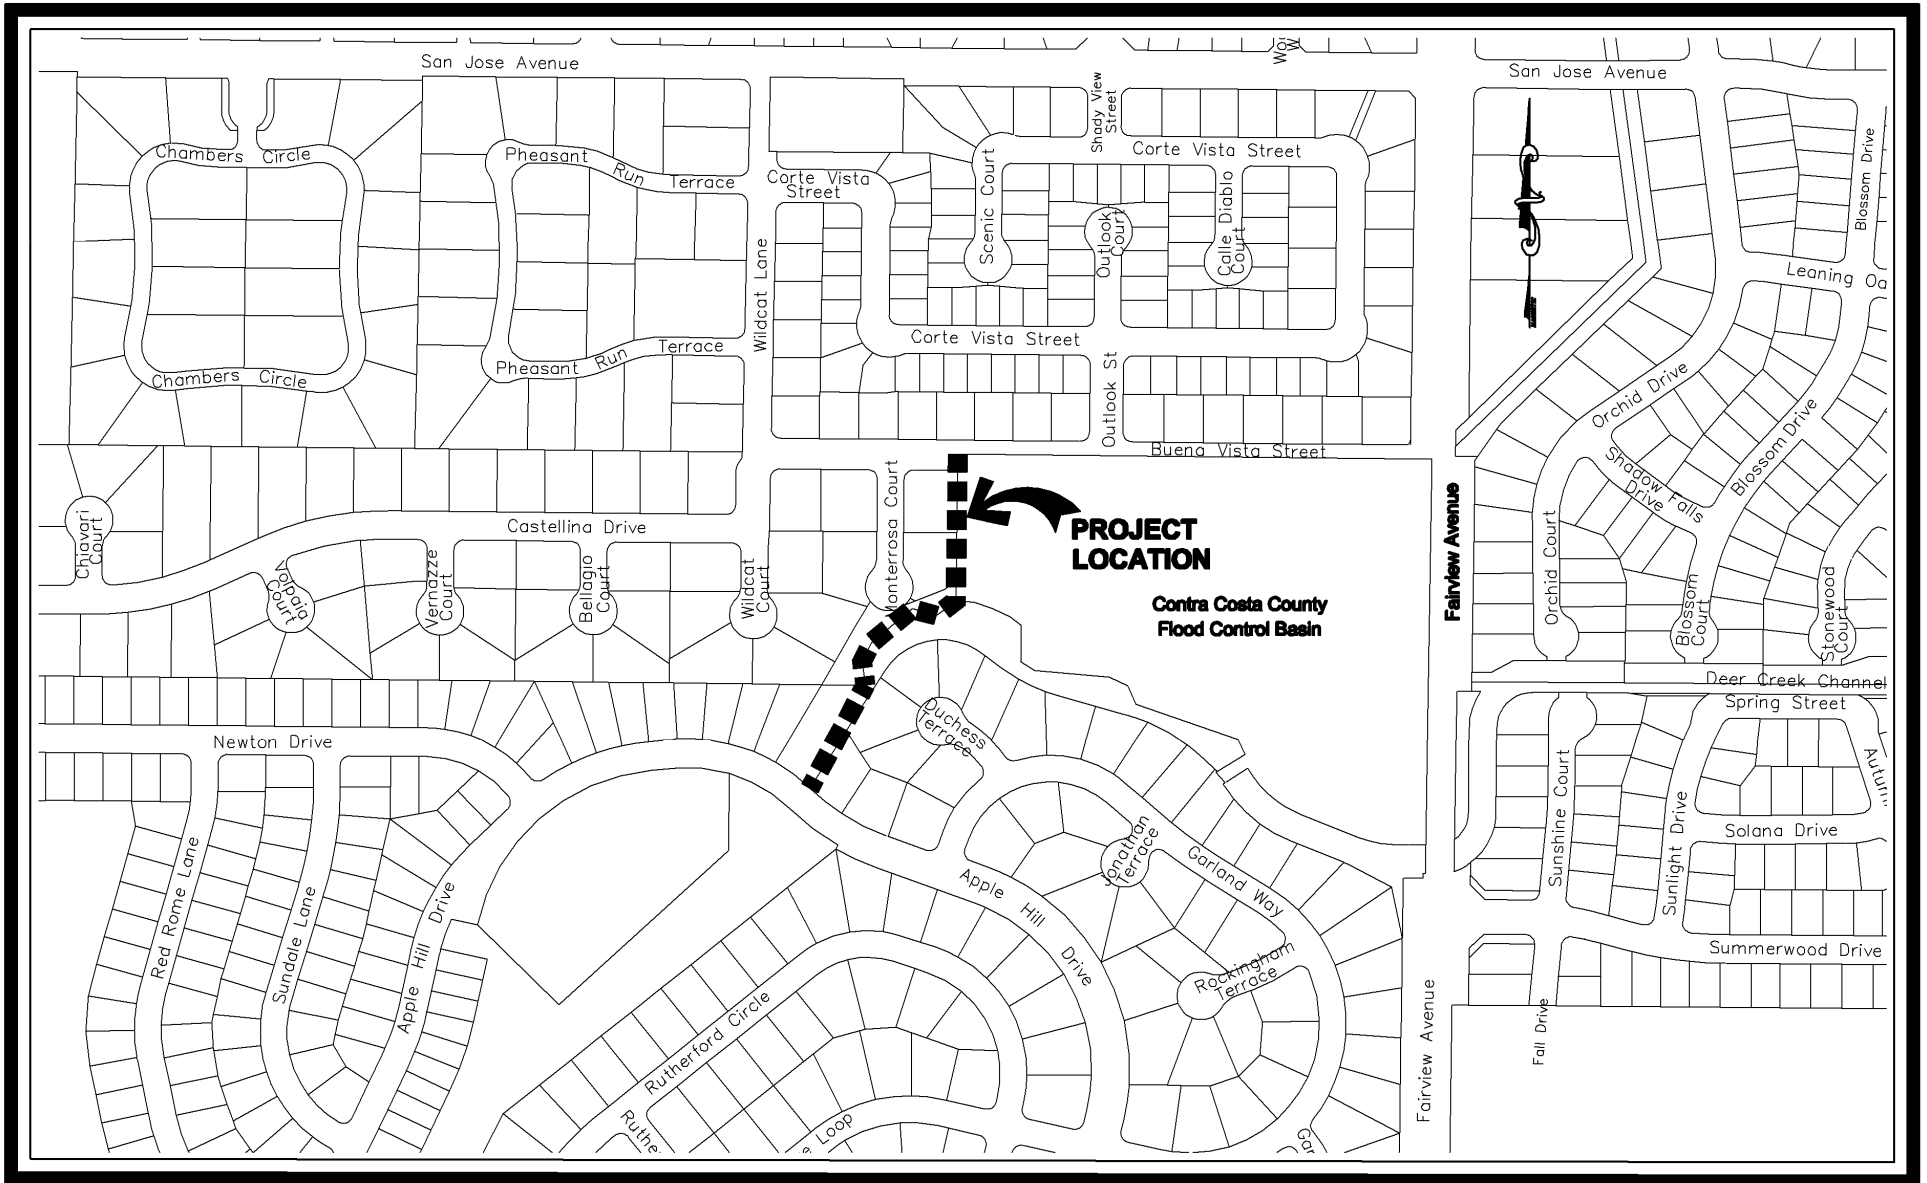 San Jose Avenue
San Jose Avenue
Shady View
Street
Chambers Circle
Pheasant Run Terrace
Corte Vista
Street
Scenic Court
Corte Vista Street
Calle Diablo
Court
Outlook
Court
Blossom Drive
Wildcat Lane
Leaning
Chambers Circle
Pheasant Run Terrace
Corte Vista Street
Outlook St
Orchid Drive
Blossom Drive
Buena Vista Street
Shadow Falls
Drive
Chiavari
Court
Castellina Drive
Monterrosa Court
PROJECT
LOCATION
Fairview Avenue
Orchid Court
Volpaia
Court
Vernazze
Court
Bellagio
Court
Wildcat
Court
Contra Costa County
Flood Control Basin
Blossom
Court
Stonewood
Court
Deer Creek Channel
Spring Street
Newton Drive
Duchess
Terrace
Sunshine Court
Sunlight Drive
Solana Drive
Jonathan
Terrace
Garland Way
Red Rome Lane
Sundale Lane
Apple Hill Drive
Apple Hill Drive
Rockingham
Terrace
Summerwood Drive
Rutherford Circle
Fairview Avenue
Fall Drive
Loop